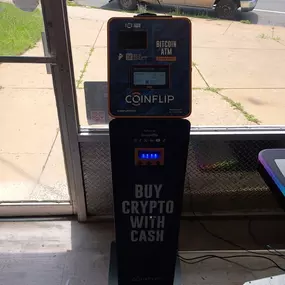 BITCOIN
ATM
COINFLIP
BUY
CRYPTO
WITH
CASH